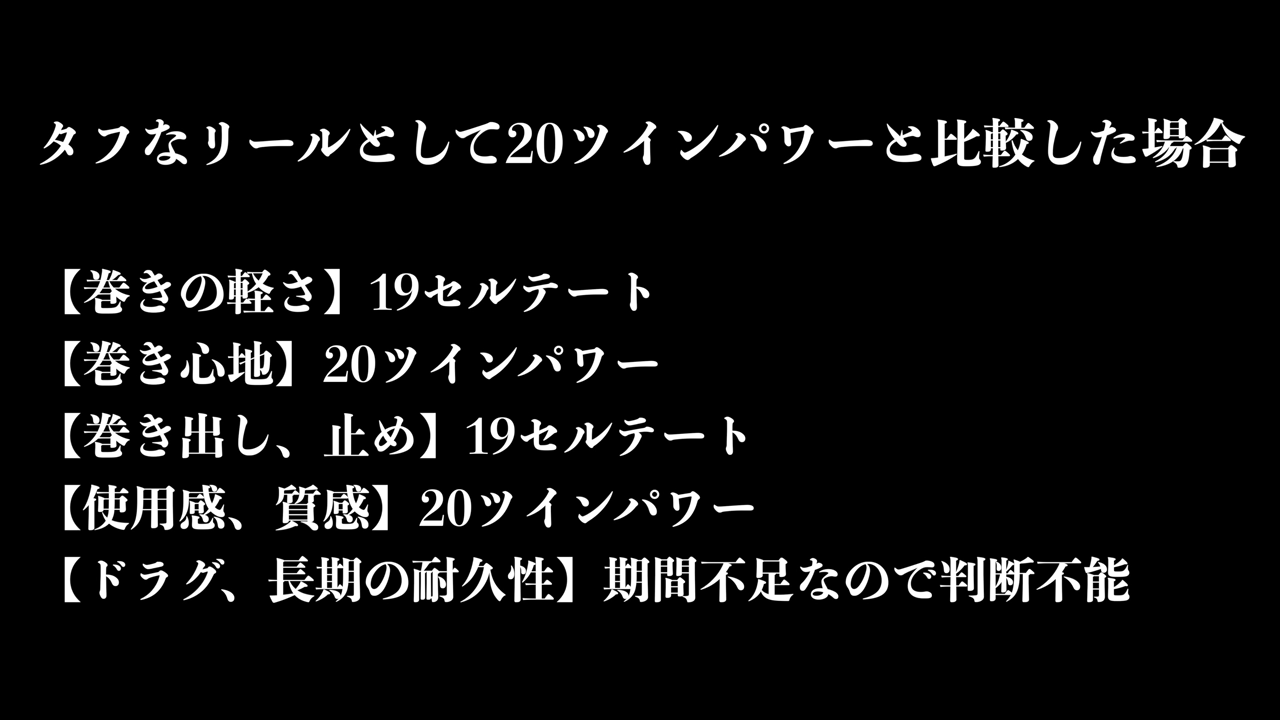 タフなリールとして20ツインパワーと比較した場合
【巻きの軽さ】19セルテート
【巻き心地】20ツインパワー
【巻き出し、止め】19セルテート
【使用感、質感】20ツインパワー
【ドラグ、長期の耐久性】期間不足なので判断不能